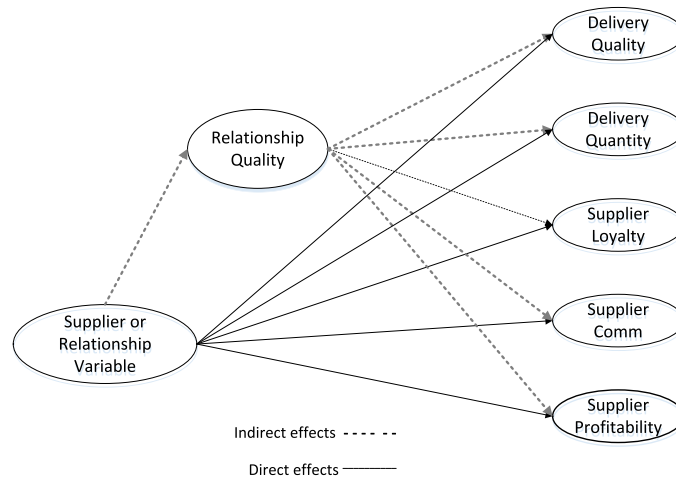 Delivery
Quality
Relationship
Quality
Delivery
Quantity
Supplier
Loyalty
Supplier or
Relationship
Variable
Supplier
Comm
Supplier
Profitability
Indirect effects
Direct effects